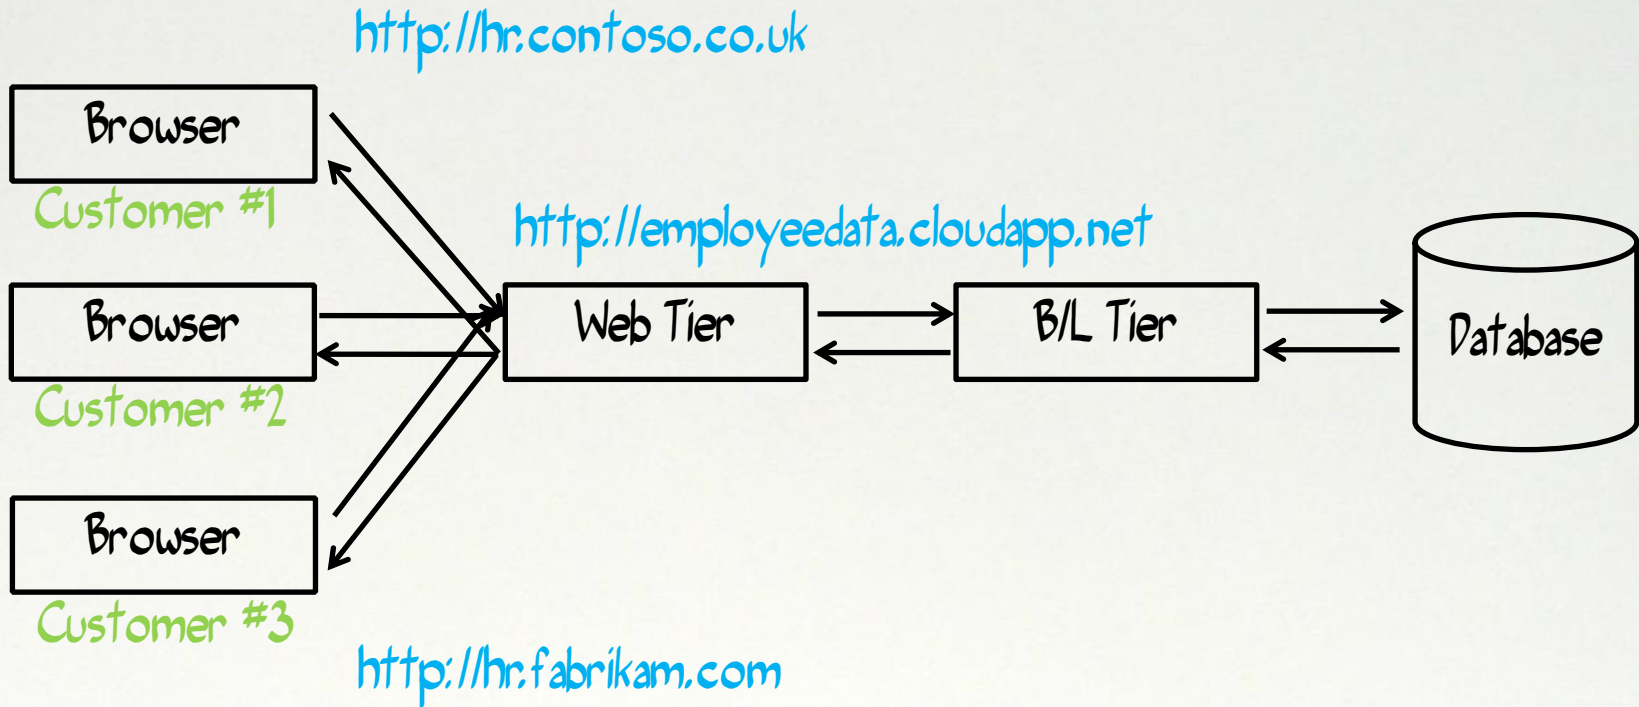 http://hr.contoso.co.uk
Browser
Customer #1
http://employeedata.cloudapp.net
Browser
Web Tier
B/L Tier
Database
Customer #2
Browser
Customer #3
http://hr.fabrikam.com